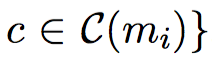 c ∈ 𝒞(mᵢ)}